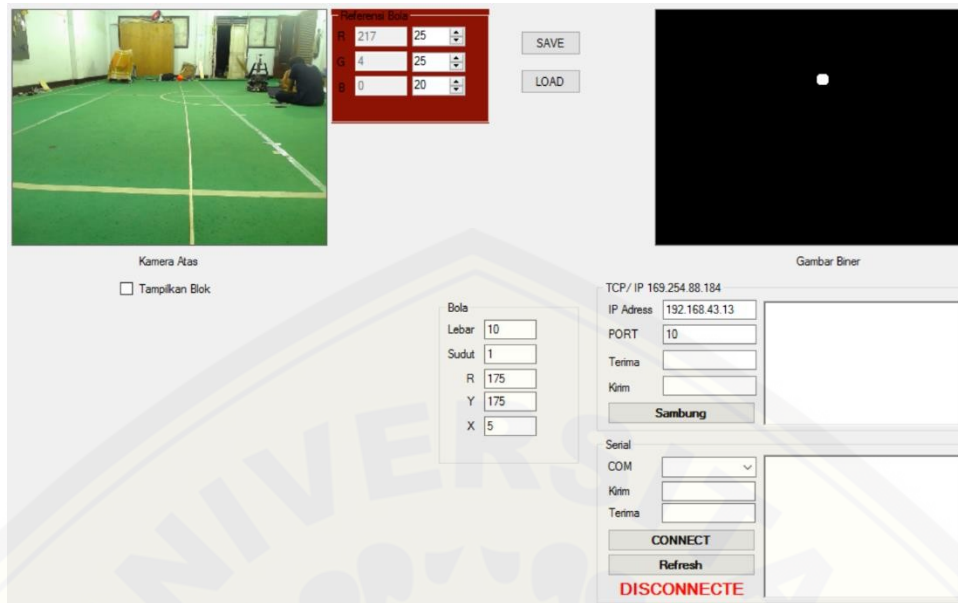 Referensi Bola
R 217 25
G 4 25
B 0 20
SAVE
LOAD
Kamera Atas
Tampilkan Blok
Gambar Biner
Bola
Lebar 10
Sudut 1
R 175
Y 175
X 5
TCP/ IP 169.254.88.184
IP Adress 192.168.43.13
PORT 10
Terima
Kirim
Sambung
Serial
COM
Kirim
Terima
CONNECT
Refresh
DISCONNECTE
NIVERSITA